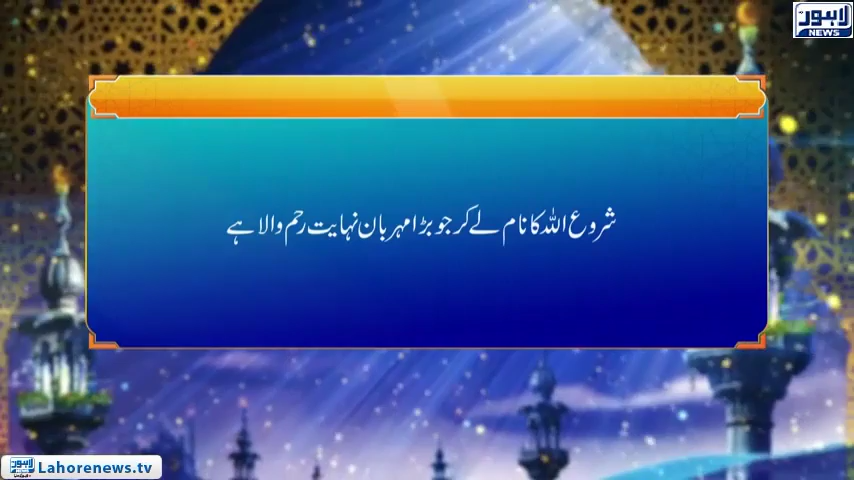 لاہور
NEWS
شروع اللہ کا نام لے کر جو بڑا مہربان نہایت رحم والا ہے
Lahorenews.tv